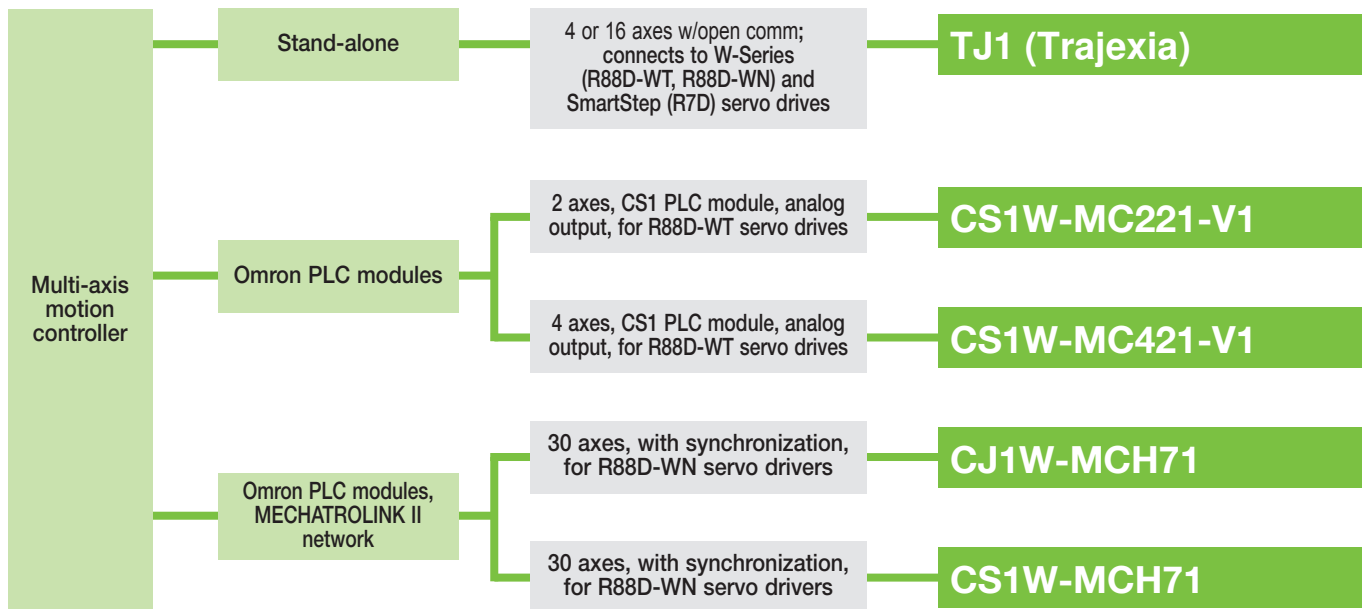 Multi-axis
motion
controller
Stand-alone
4 or 16 axes w/open comm;
connects to W-Series
(R88D-WT, R88D-WN) and
SmartStep (R7D) servo drives
TJ1 (Trajexia)
Omron PLC modules
2 axes, CS1 PLC module, analog
output, for R88D-WT servo drives
CS1W-MC221-V1
4 axes, CS1 PLC module, analog
output, for R88D-WT servo drives
CS1W-MC421-V1
Omron PLC modules,
MECHATROLINK II
network
30 axes, with synchronization,
for R88D-WN servo drivers
CJ1W-MCH71
30 axes, with synchronization,
for R88D-WN servo drivers
CS1W-MCH71